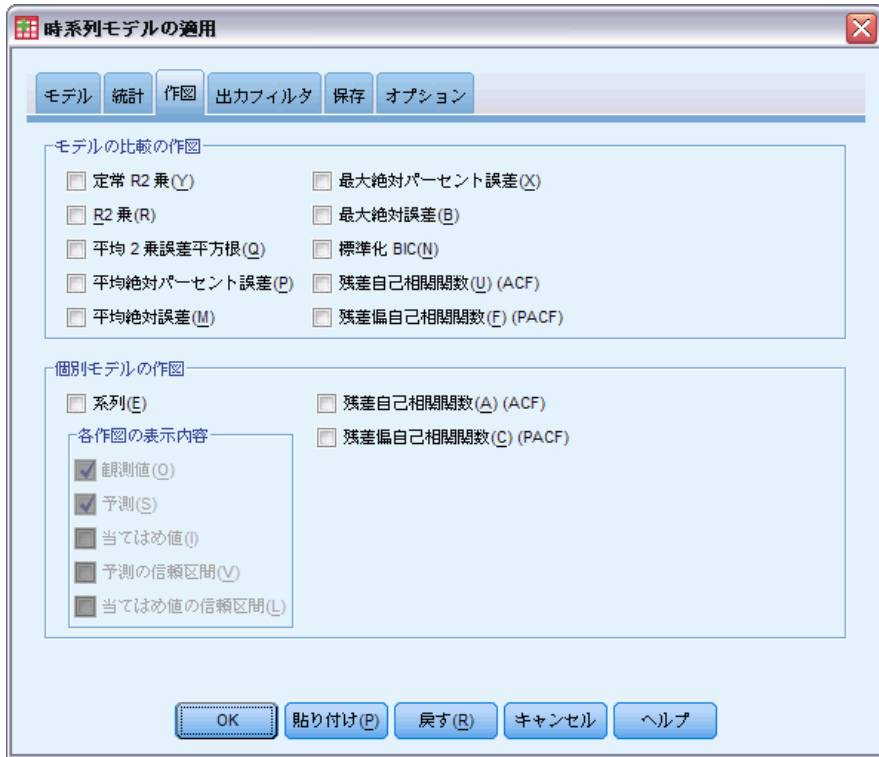 時系列モデルの適用
モデル 統計 作図 出力フィルタ 保存 オプション
モデルの比較の作図
定常 R2 乗(Y)
最大絶対パーセント誤差(X)
R2 乗(R)
最大絶対誤差(B)
平均 2 乗誤差平方根(Q)
標準化 BIC(N)
平均絶対パーセント誤差(P)
残差自己相関関数(U) (ACF)
平均絶対誤差(M)
残差偏自己相関関数(F) (PACF)
個別モデルの作図
系列(E)
残差自己相関関数(A) (ACF)
残差偏自己相関関数(C) (PACF)
各作図の表示内容
観測値(O)
予測(S)
当てはめ値(I)
予測の信頼区間(V)
当てはめ値の信頼区間(L)
OK 貼り付け(P) 戻す(R) キャンセル ヘルプ